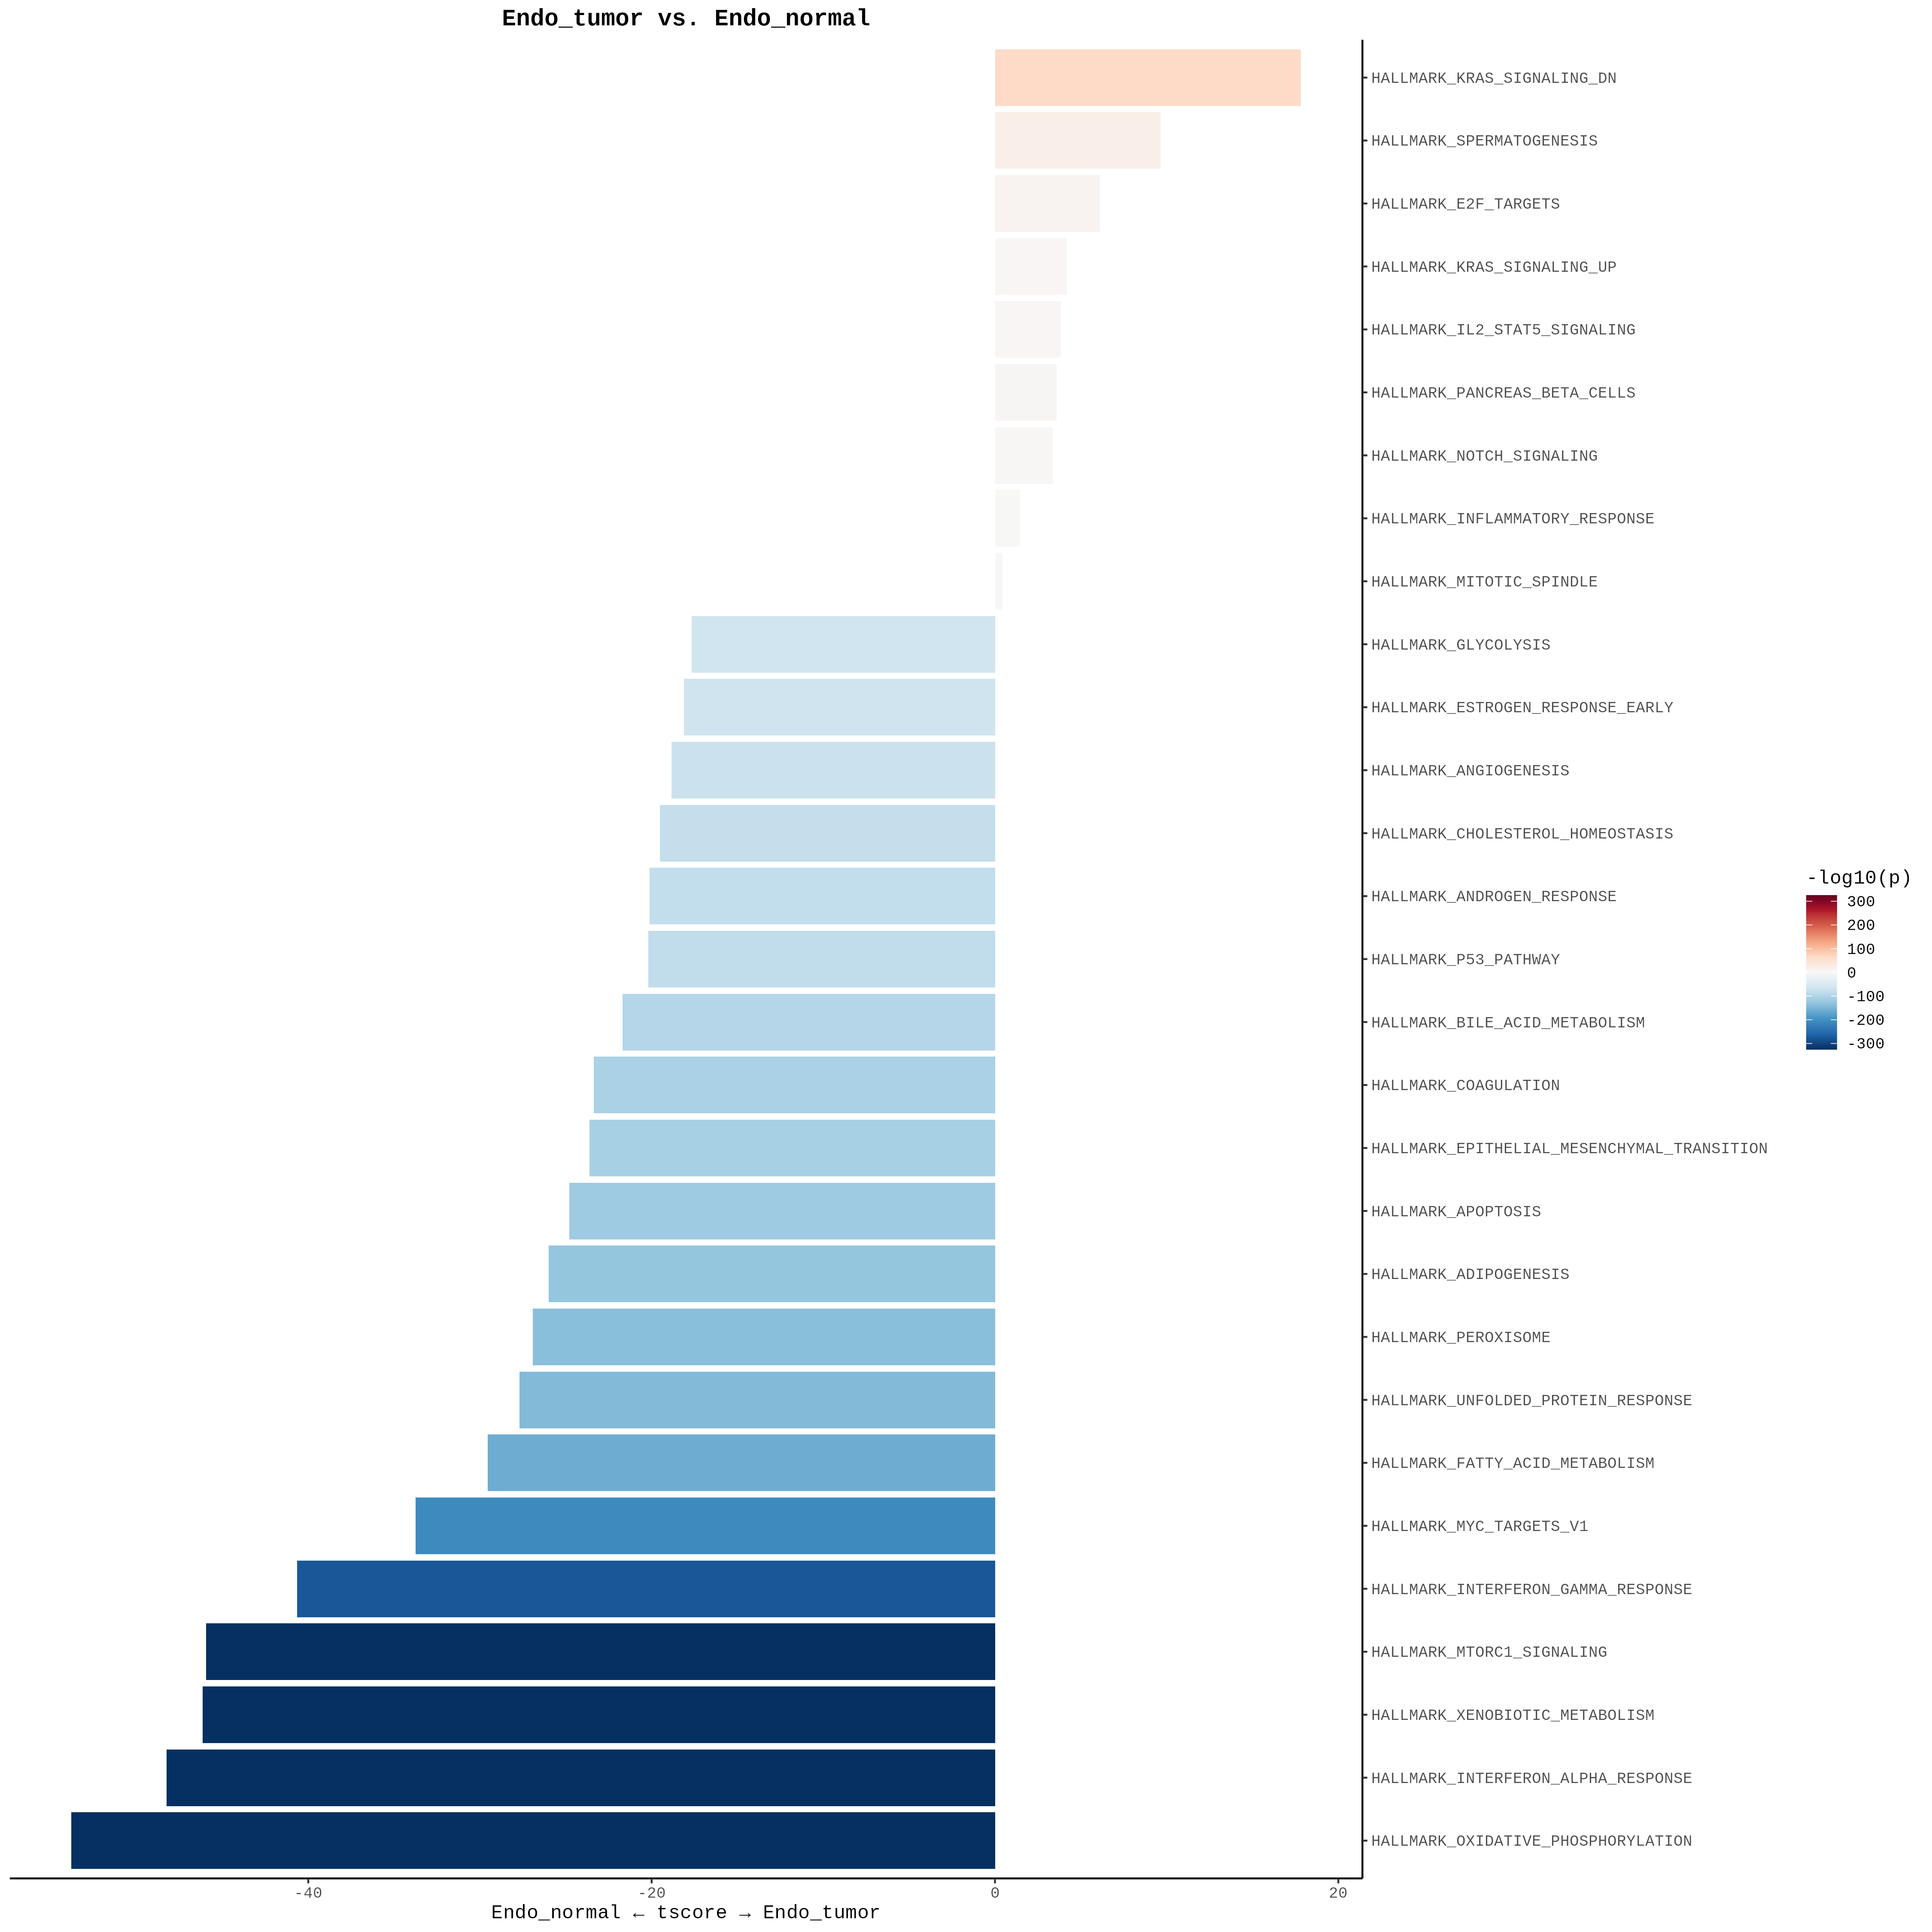 Endo_tumor vs. Endo_normal
HALLMARK_KRAS_SIGNALING_DN
HALLMARK_SPERMATOGENESIS
HALLMARK_E2F_TARGETS
HALLMARK_KRAS_SIGNALING_UP
HALLMARK_IL2_STAT5_SIGNALING
HALLMARK_PANCREAS_BETA_CELLS
HALLMARK_NOTCH_SIGNALING
HALLMARK_INFLAMMATORY_RESPONSE
HALLMARK_MITOTIC_SPINDLE
HALLMARK_GLYCOLYSIS
HALLMARK_ESTROGEN_RESPONSE_EARLY
HALLMARK_ANGIOGENESIS
HALLMARK_CHOLESTEROL_HOMEOSTASIS
HALLMARK_ANDROGEN_RESPONSE
HALLMARK_P53_PATHWAY
HALLMARK_BILE_ACID_METABOLISM
HALLMARK_COAGULATION
HALLMARK_EPITHELIAL_MESENCHYMAL_TRANSITION
HALLMARK_APOPTOSIS
HALLMARK_ADIPOGENESIS
HALLMARK_PEROXISOME
HALLMARK_UNFOLDED_PROTEIN_RESPONSE
HALLMARK_FATTY_ACID_METABOLISM
HALLMARK_MYC_TARGETS_V1
HALLMARK_INTERFERON_GAMMA_RESPONSE
HALLMARK_MTORC1_SIGNALING
HALLMARK_XENOBIOTIC_METABOLISM
HALLMARK_INTERFERON_ALPHA_RESPONSE
HALLMARK_OXIDATIVE_PHOSPHORYLATION
-40 -20 0 20
Endo_normal ← tscore → Endo_tumor
-log10(p)
300
200
100
0
-100
-200
-300